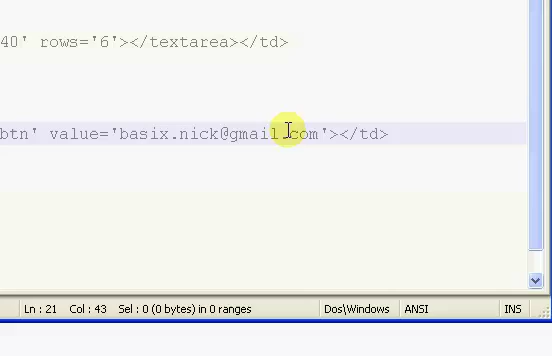 40' rows='6'></textarea></td>
btn' value='basix.nick@gmail.com'></td>
Ln : 21 Col : 43 Sel : 0 (0 bytes) in 0 ranges Dos\Windows ANSI INS